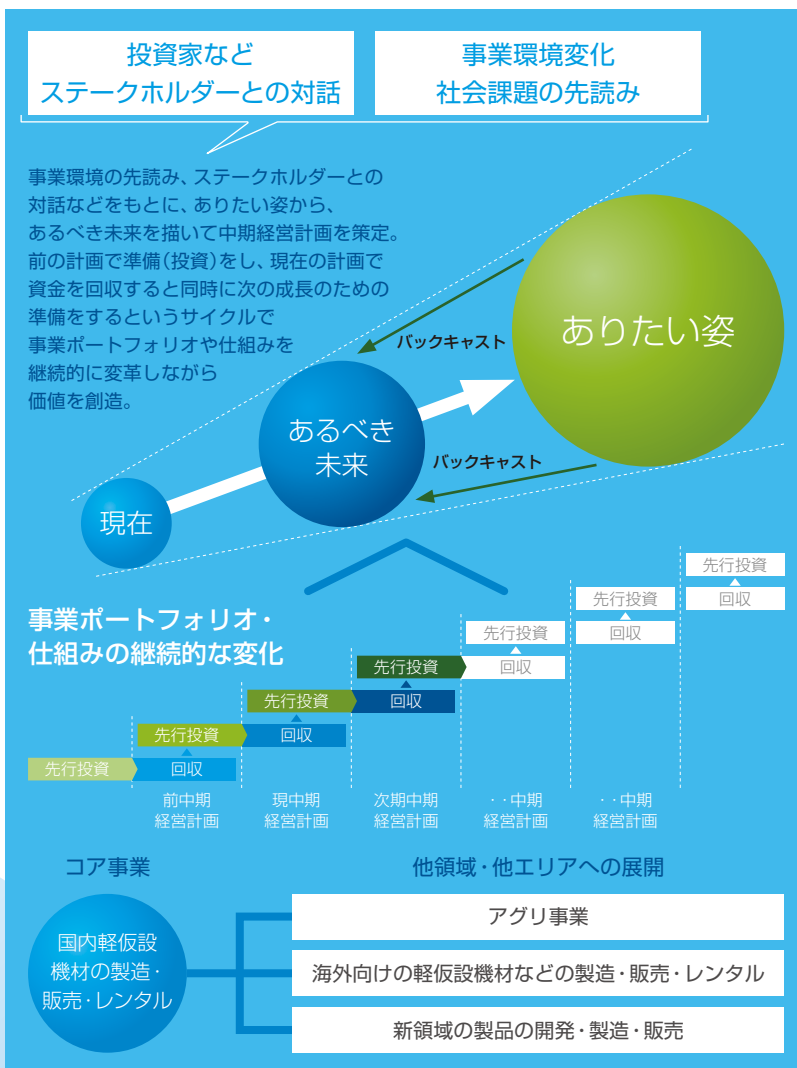 投資家など
ステークホルダーとの対話
事業環境変化
社会課題の先読み
事業環境の先読み、ステークホルダーとの
対話などをもとに、ありたい姿から、
あるべき未来を描いて中期経営計画を策定。
前の計画で準備(投資)をし、現在の計画で
資金を回収すると同時に次の成長のための
準備をするというサイクルで
事業ポートフォリオや仕組みを
継続的に変革しながら
価値を創造。
ありたい姿
バックキャスト
あるべき
未来
バックキャスト
現在
事業ポートフォリオ・
仕組みの継続的な変化
先行投資
回収
先行投資
回収
先行投資
回収
先行投資
回収
先行投資
回収
先行投資
回収
先行投資
前中期
経営計画
現中期
経営計画
次期中期
経営計画
・・中期
経営計画
・・中期
経営計画
コア事業
他領域・他エリアへの展開
国内軽仮設
機材の製造・
販売・レンタル
アグリ事業
海外向けの軽仮設機材などの製造・販売・レンタル
新領域の製品の開発・製造・販売